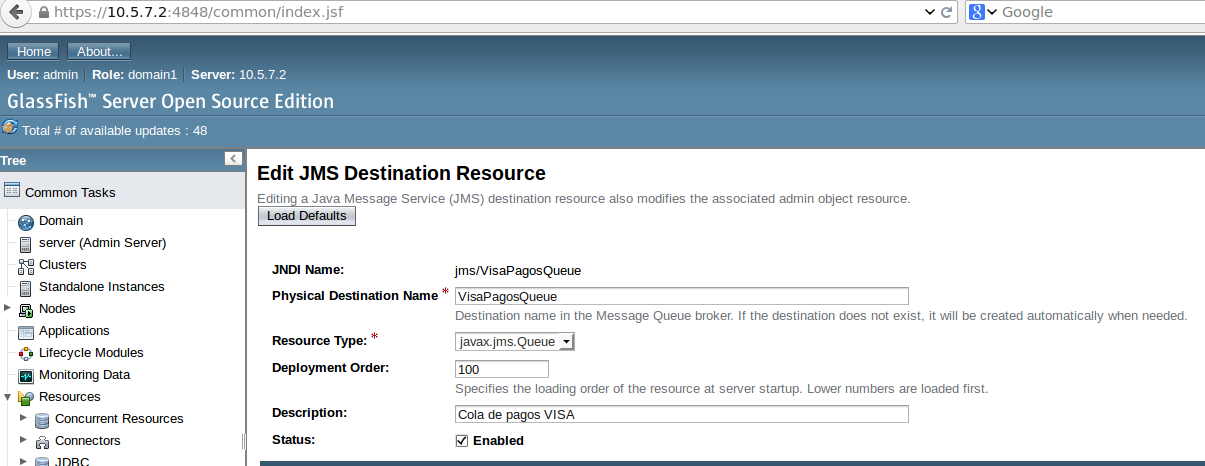 https://10.5.7.2:4848/common/index.jsf
Google
Home About...
User: admin Role: domain1 Server: 10.5.7.2
GlassFish™ Server Open Source Edition
Total # of available updates : 48
Tree
Common Tasks
Domain
server (Admin Server)
Clusters
Standalone Instances
Nodes
Applications
Lifecycle Modules
Monitoring Data
Resources
Concurrent Resources
Connectors
JDBC
Edit JMS Destination Resource
Editing a Java Message Service (JMS) destination resource also modifies the associated admin object resource.
Load Defaults
JNDI Name: jms/VisaPagosQueue
Physical Destination Name * VisaPagosQueue
Destination name in the Message Queue broker. If the destination does not exist, it will be created automatically when needed.
Resource Type: * javax.jms.Queue
Deployment Order: 100
Specifies the loading order of the resource at server startup. Lower numbers are loaded first.
Description: Cola de pagos VISA
Status: Enabled